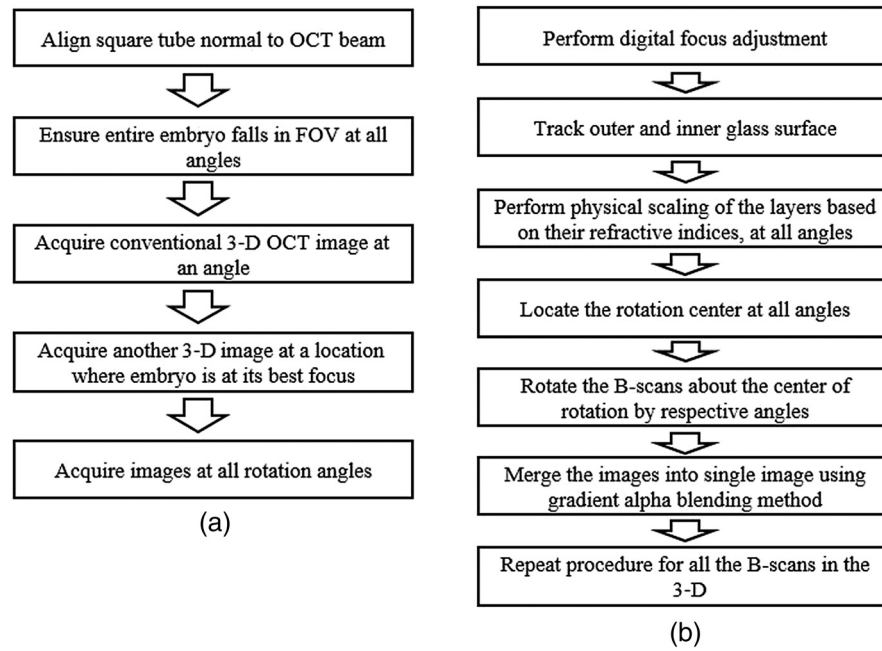 Align square tube normal to OCT beam
Ensure entire embryo falls in FOV at all
angles
Acquire conventional 3-D OCT image at
an angle
Acquire another 3-D image at a location
where embryo is at its best focus
Acquire images at all rotation angles
(a)
Perform digital focus adjustment
Track outer and inner glass surface
Perform physical scaling of the layers based
on their refractive indices, at all angles
Locate the rotation center at all angles
Rotate the B-scans about the center of
rotation by respective angles
Merge the images into single image using
gradient alpha blending method
Repeat procedure for all the B-scans in the
3-D
(b)